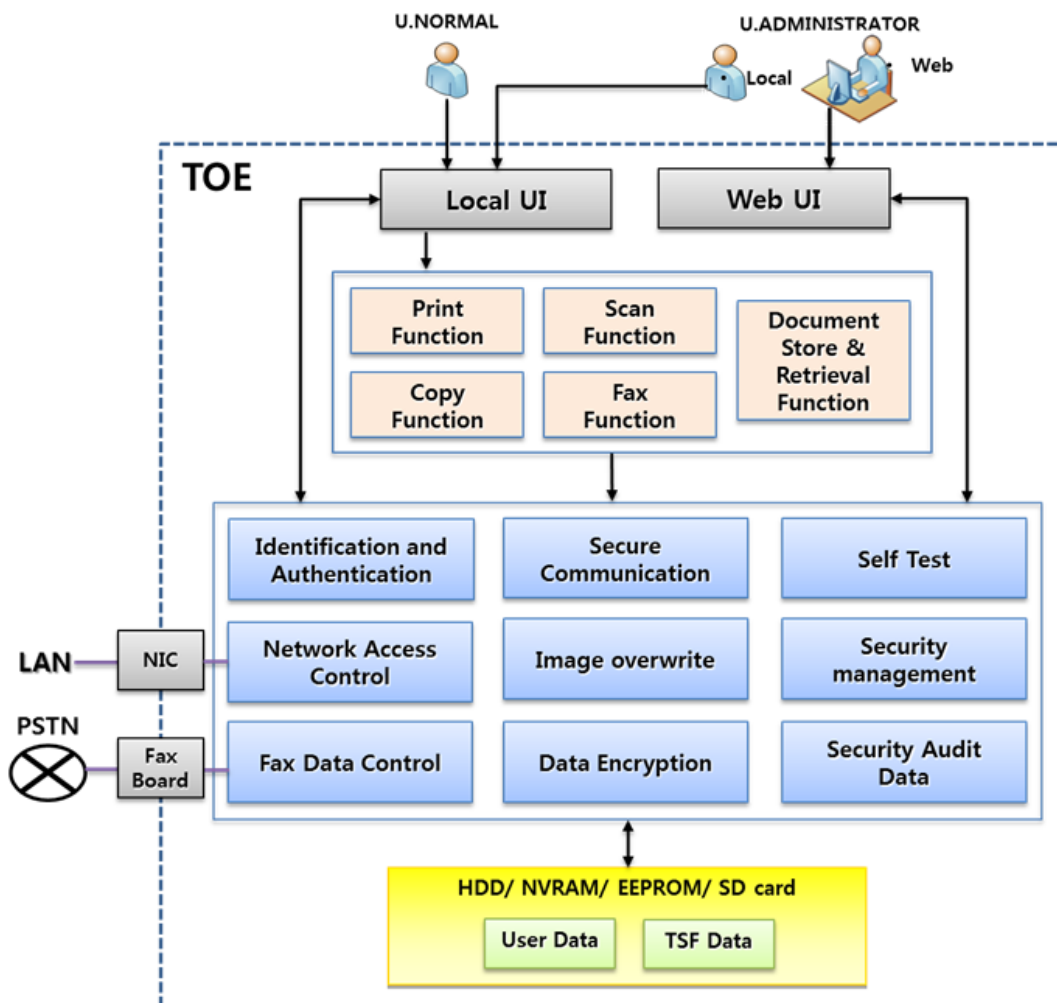 U.NORMAL
U.ADMINISTRATOR
Local
Web
TOE
Local UI
Web UI
Print
Function
Scan
Function
Document
Store &
Retrieval
Function
Copy
Function
Fax
Function
Identification and
Authentication
Secure
Communication
Self Test
LAN
NIC
Network Access
Control
Image overwrite
Security
management
PSTN
Fax
Board
Fax Data Control
Data Encryption
Security Audit
Data
HDD/ NVRAM/ EEPROM/ SD card
User Data
TSF Data